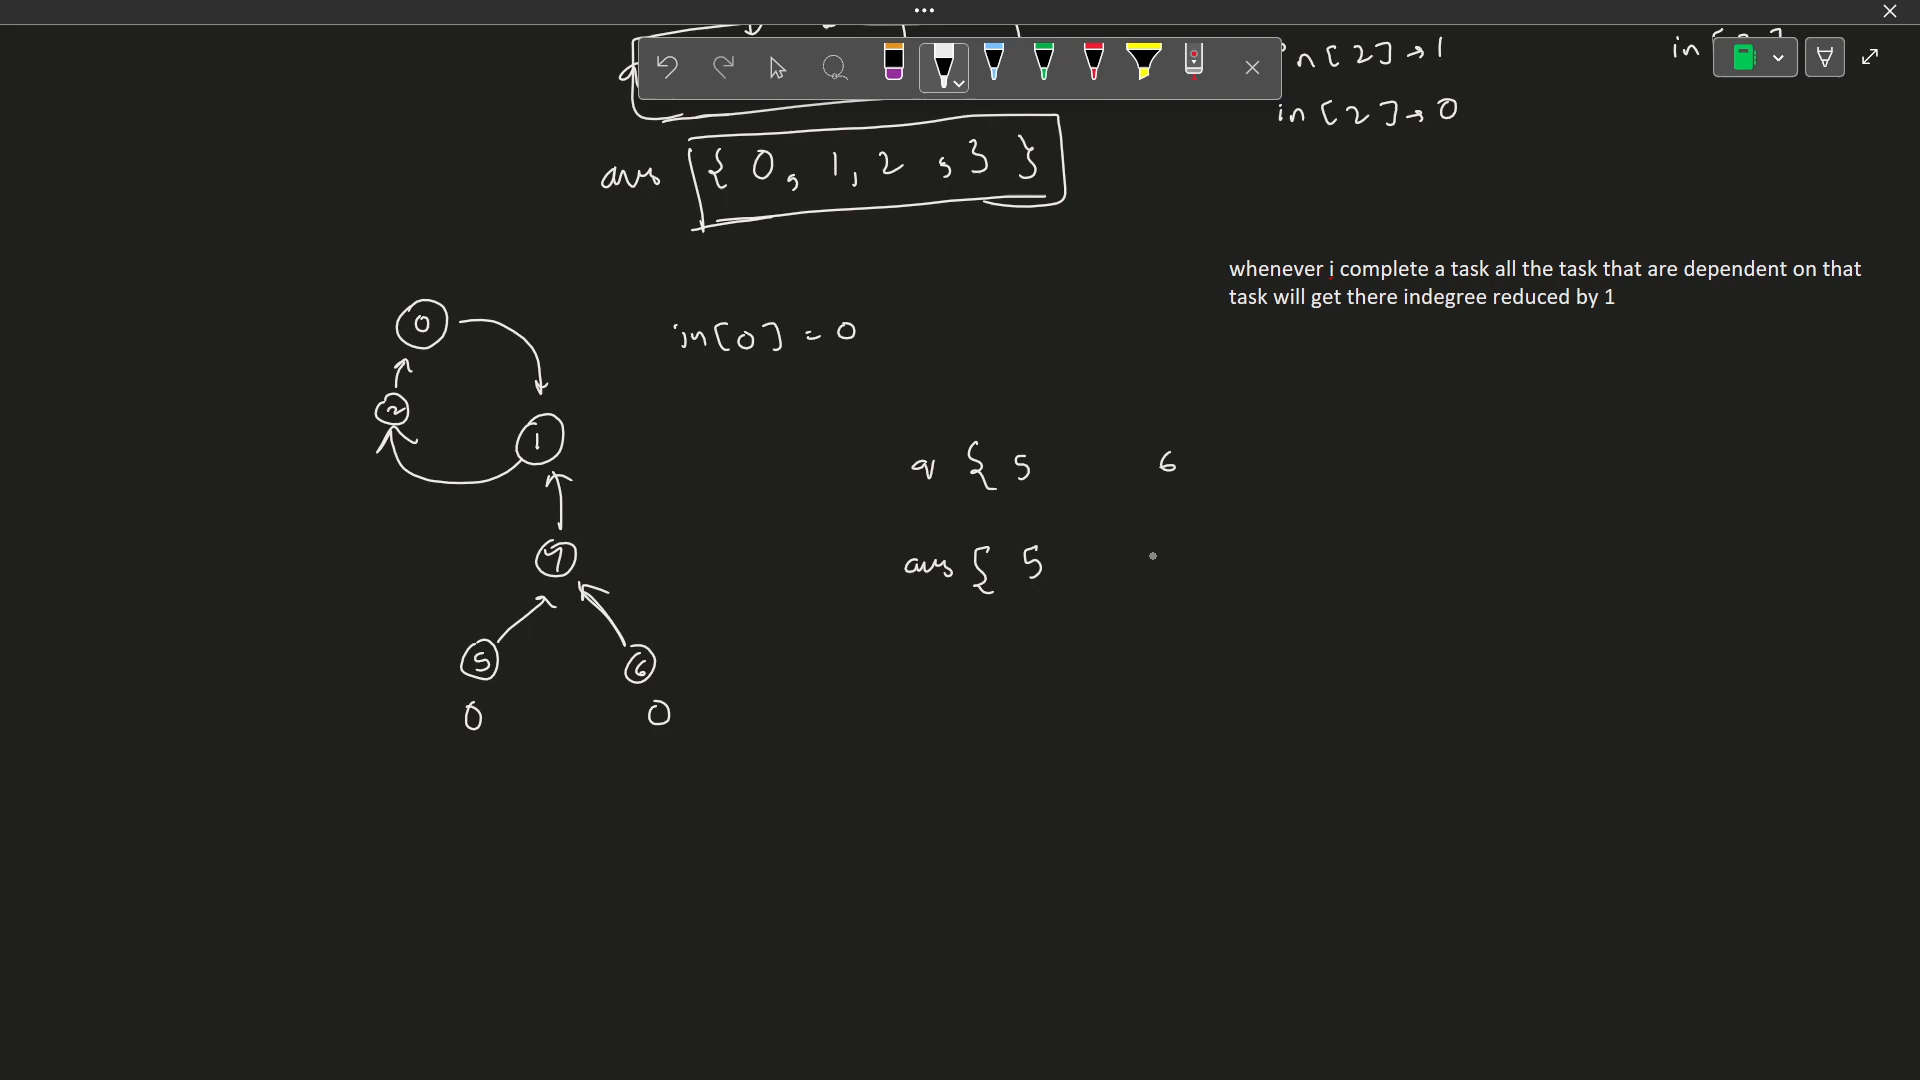 in[2]→1
in[2]→0
ans {0, 1, 2, 3}
whenever i complete a task all the task that are dependent on that
task will get there indegree reduced by 1
0
in[0] = 0
2
1
q { 5 6
ans { 5
5
6
0
0